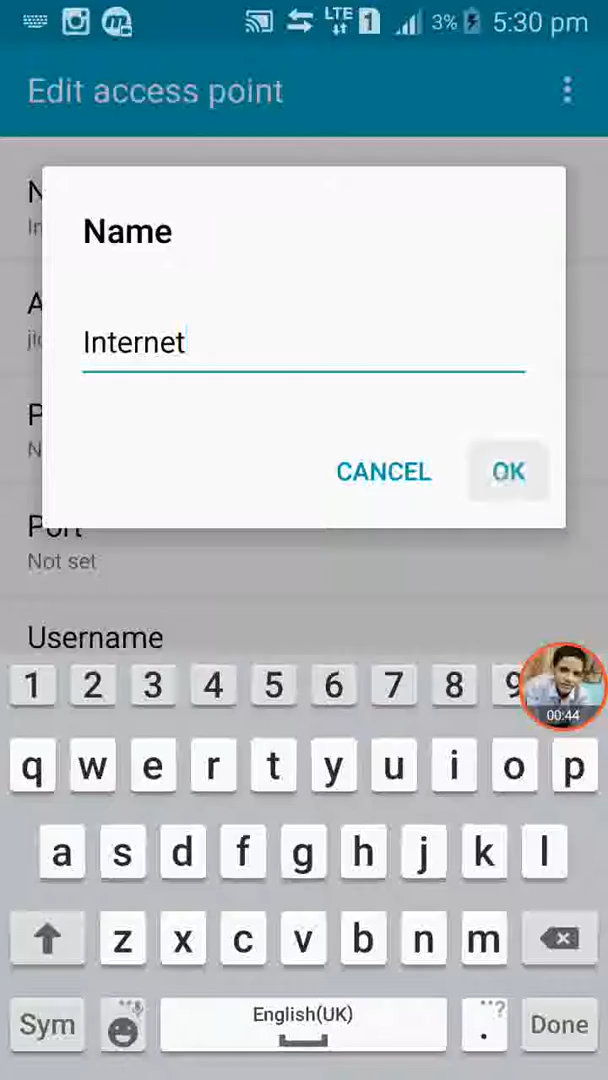 LTE 1 3% 5:30 pm
Edit access point
Name
Internet
CANCEL OK
Port
Not set
Username
1 2 3 4 5 6 7 8 9
00:44
q w e r t y u i o p
a s d f g h j k l
z x c v b n m
Sym English(UK) . ? Done